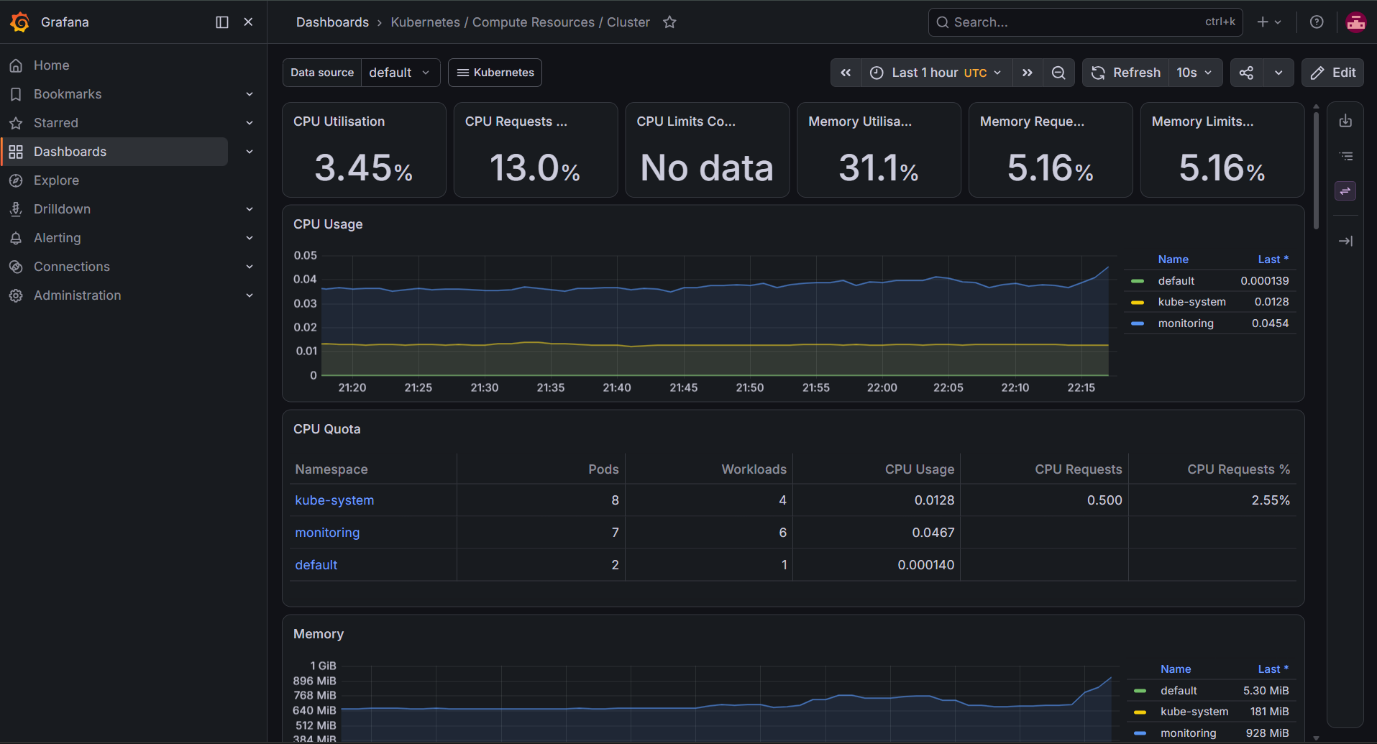 Grafana
Dashboards › Kubernetes / Compute Resources / Cluster
Search... ctrl+k
Home
Bookmarks
Starred
Dashboards
Explore
Drilldown
Alerting
Connections
Administration
Data source default Kubernetes
Last 1 hour UTC Refresh 10s Edit
CPU Utilisation
3.45%
CPU Requests ...
13.0%
CPU Limits Co...
No data
Memory Utilisa...
31.1%
Memory Reque...
5.16%
Memory Limits...
5.16%
CPU Usage
0.05
0.04
0.03
0.02
0.01
0
21:20 21:25 21:30 21:35 21:40 21:45 21:50 21:55 22:00 22:05 22:10 22:15
Name Last *
default 0.000139
kube-system 0.0128
monitoring 0.0454
CPU Quota
Namespace Pods Workloads CPU Usage CPU Requests CPU Requests %
kube-system 8 4 0.0128 0.500 2.55%
monitoring 7 6 0.0467
default 2 1 0.000140
Memory
1 GiB
896 MiB
768 MiB
640 MiB
512 MiB
384 MiB
Name Last *
default 5.30 MiB
kube-system 181 MiB
monitoring 928 MiB